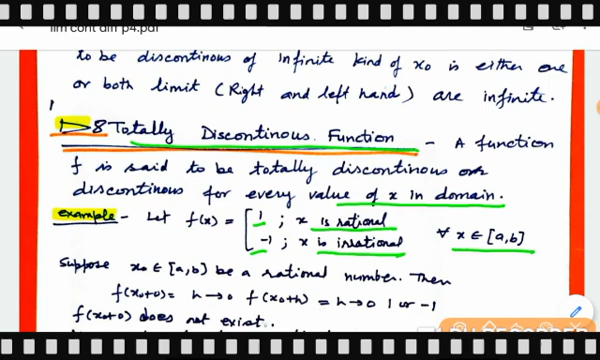 lim cont diff p4.pdf
to be discontinous of infinite kind of x₀ is either one
or both limit (Right and left hand) are infinite.
D8 Totally Discontinous Function - A function
f is said to be totally discontinous or
discontinous for every value of x in domain.
example - Let f(x) = [ 1 ; x is rational
-1 ; x is irrational ∀ x ∈ [a,b]
Suppose x₀ ∈ [a,b] be a rational number. Then
f(x₀+0) = h→0 f(x₀+h) = h→0 1 or -1
f(x₀+0) does not exist.